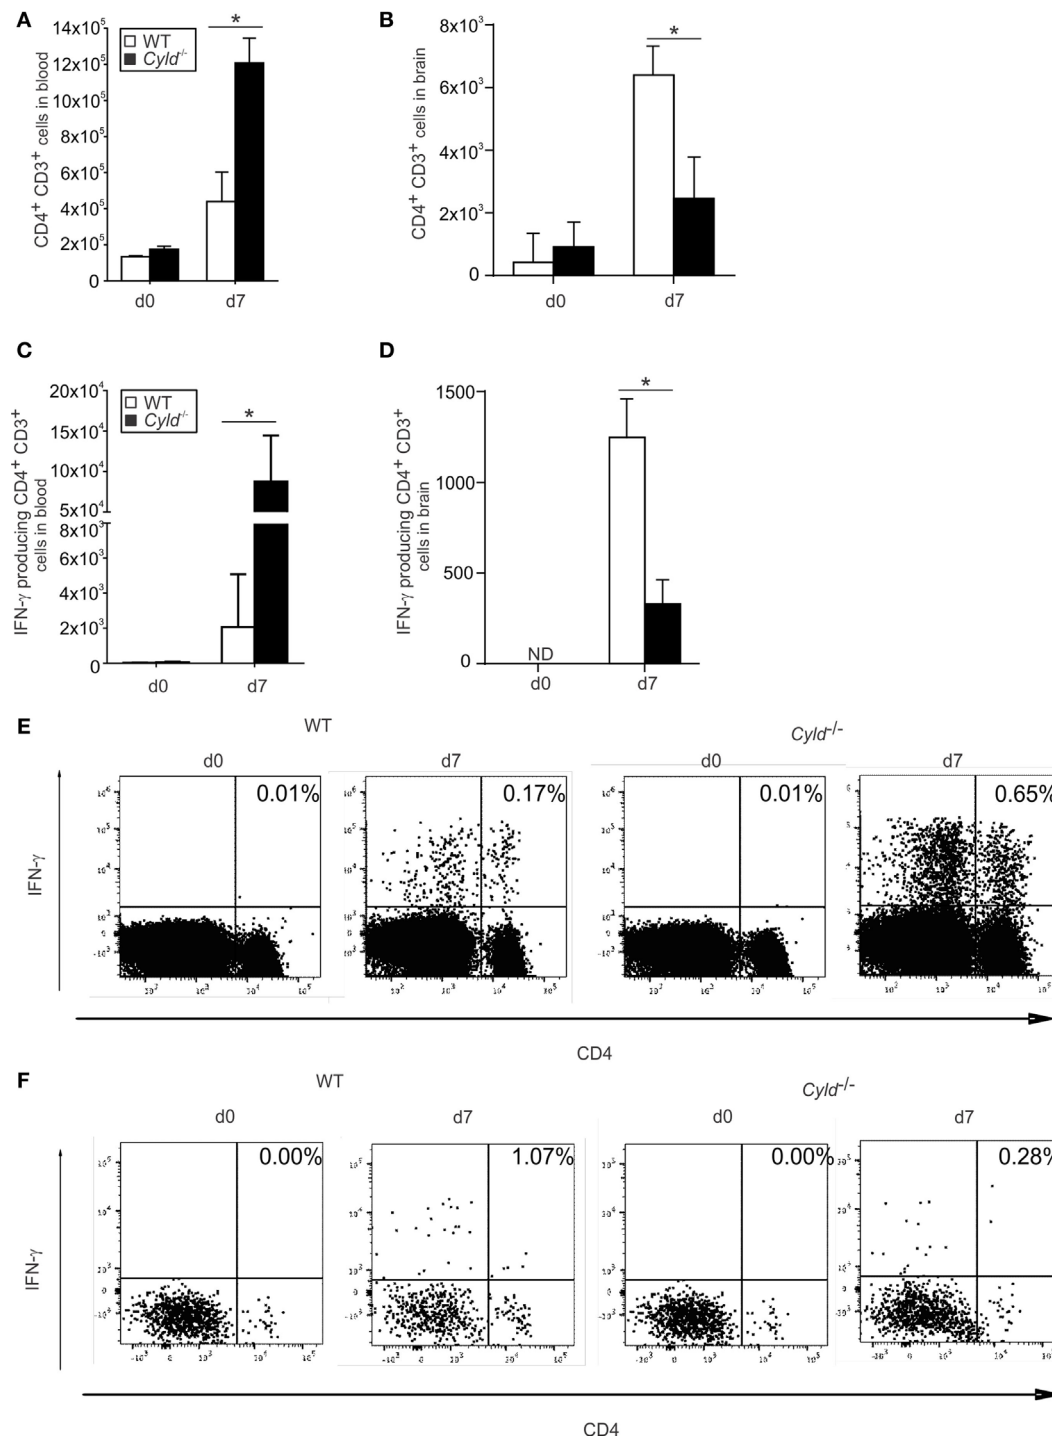 A
CD4⁺ CD3⁺ cells in blood
14x10⁵
12x10⁵
10x10⁵
8x10⁵
6x10⁵
4x10⁵
2x10⁵
0
WT
Cyld⁻/⁻
*
d0
d7
B
CD4⁺ CD3⁺ cells in brain
8x10³
6x10³
4x10³
2x10³
0
*
d0
d7
C
IFN-γ producing CD4⁺ CD3⁺
cells in blood
20x10⁴
15x10⁴
10x10⁴
5x10⁴
8x10³
6x10³
4x10³
2x10³
0
WT
Cyld⁻/⁻
*
d0
d7
D
IFN-γ producing CD4⁺ CD3⁺
cells in brain
1500
1000
500
0
*
ND
d0
d7
E
WT
Cyld⁻/⁻
d0
d7
d0
d7
IFN-γ
0.01%
0.17%
0.01%
0.65%
CD4
F
WT
Cyld⁻/⁻
d0
d7
d0
d7
IFN-γ
0.00%
1.07%
0.00%
0.28%
CD4